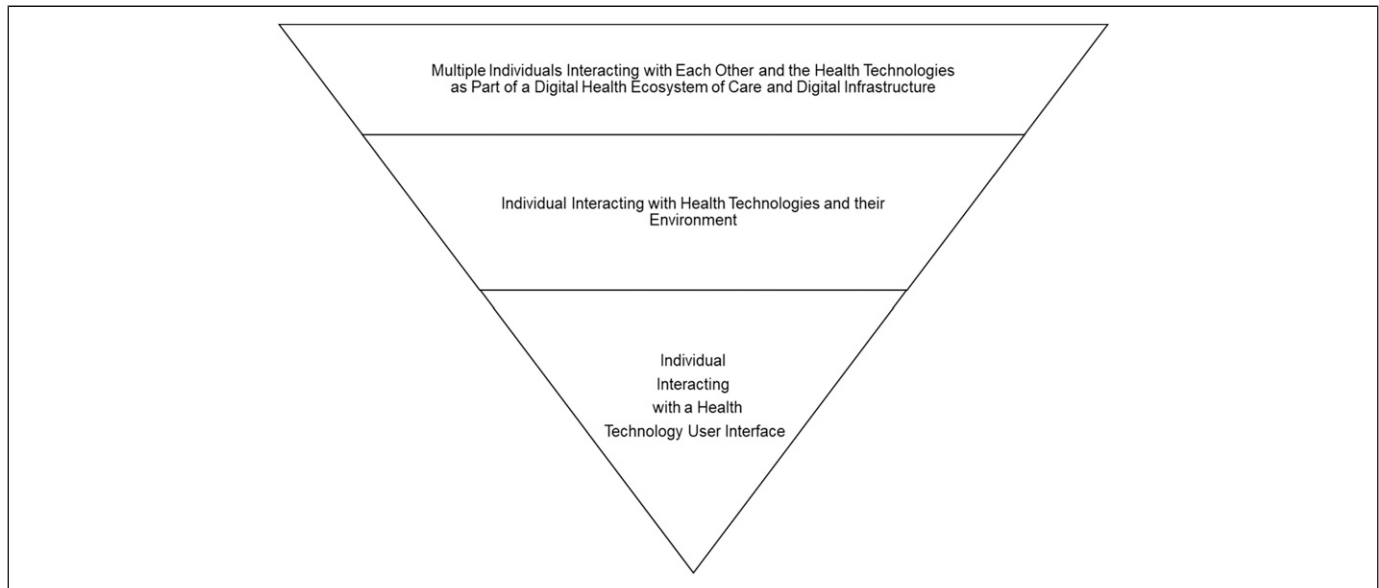 Multiple Individuals Interacting with Each Other and the Health Technologies
as Part of a Digital Health Ecosystem of Care and Digital Infrastructure
Individual Interacting with Health Technologies and their
Environment
Individual
Interacting
with a Health
Technology User Interface